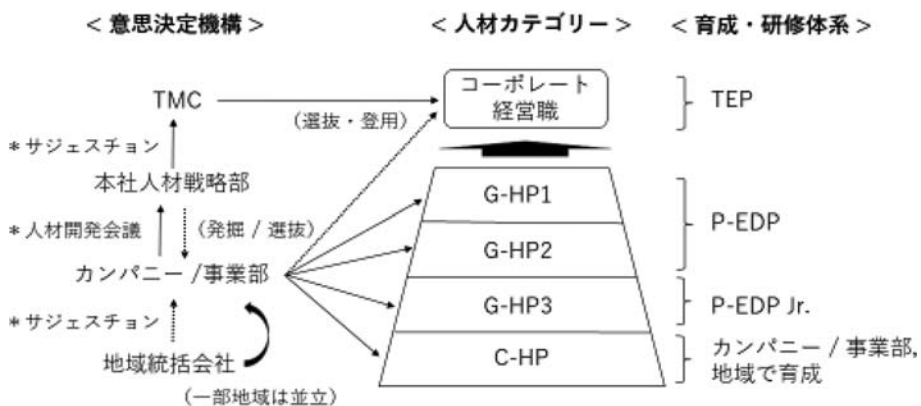 < 意思決定機構 >
< 人材カテゴリー >
< 育成・研修体系 >
TMC
(選抜・登用)
コーポレート
経営職
TEP
*サジェスチョン
本社人材戦略部
*人材開発会議
(発掘 / 選抜)
カンパニー /事業部
*サジェスチョン
地域統括会社
(一部地域は並立)
G-HP1
G-HP2
G-HP3
C-HP
P-EDP
P-EDP Jr.
カンパニー / 事業部,
地域で育成